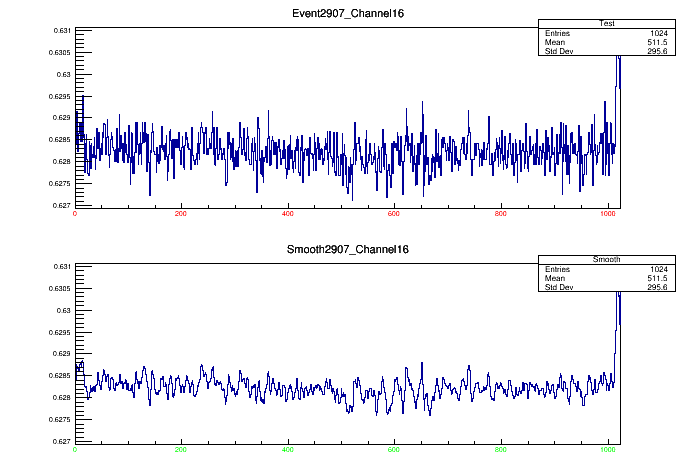 Event2907_Channel16
Test
Entries 1024
Mean 511.5
Std Dev 295.6
0.631
0.6305
0.63
0.6295
0.629
0.6285
0.628
0.6275
0.627
0 200 400 600 800 1000
Smooth2907_Channel16
Smooth
Entries 1024
Mean 511.5
Std Dev 295.6
0.631
0.6305
0.63
0.6295
0.629
0.6285
0.628
0.6275
0.627
0 200 400 600 800 1000